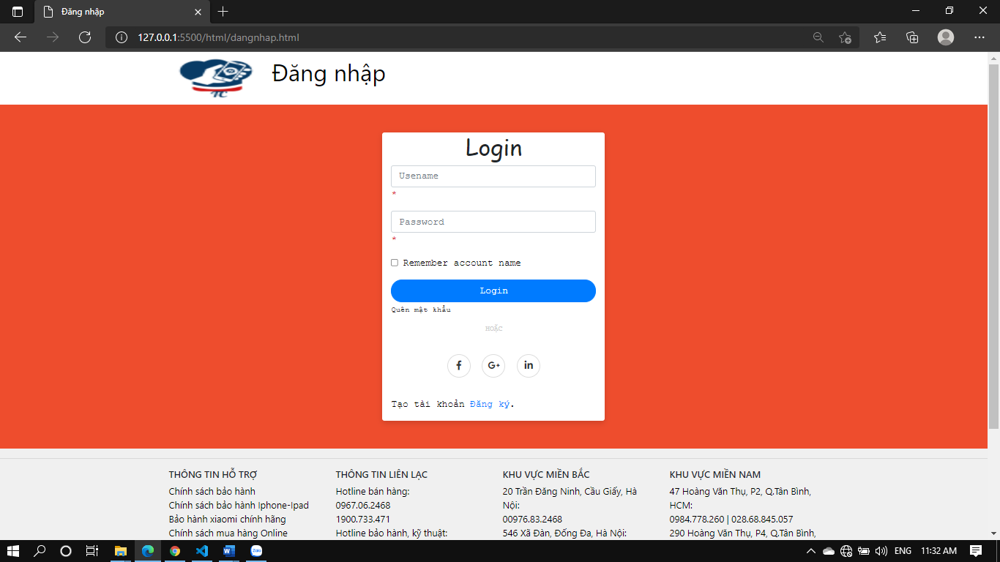 Đăng nhập
127.0.0.1:5500/html/dangnhap.html
TC
Đăng nhập
Login
Usename
*
Password
*
Remember account name
Login
Quên mật khẩu
HOẶC
f
G+
in
Tạo tài khoản Đăng ký.
THÔNG TIN HỖ TRỢ
Chính sách bảo hành
Chính sách bảo hành Iphone-Ipad
Bảo hành xiaomi chính hãng
Chính sách mua hàng Online
THÔNG TIN LIÊN LẠC
Hotline bán hàng:
0967.06.2468
1900.733.471
Hotline bảo hành, kỹ thuật:
KHU VỰC MIỀN BẮC
20 Trần Đăng Ninh, Cầu Giấy, Hà
Nội:
00976.83.2468
546 Xã Đàn, Đống Đa, Hà Nội:
KHU VỰC MIỀN NAM
47 Hoàng Văn Thụ, P2, Q.Tân Bình,
HCM:
0984.778.260 | 028.68.845.057
290 Hoàng Văn Thụ, P4, Q.Tân Bình,
Zalo
ENG
11:32 AM